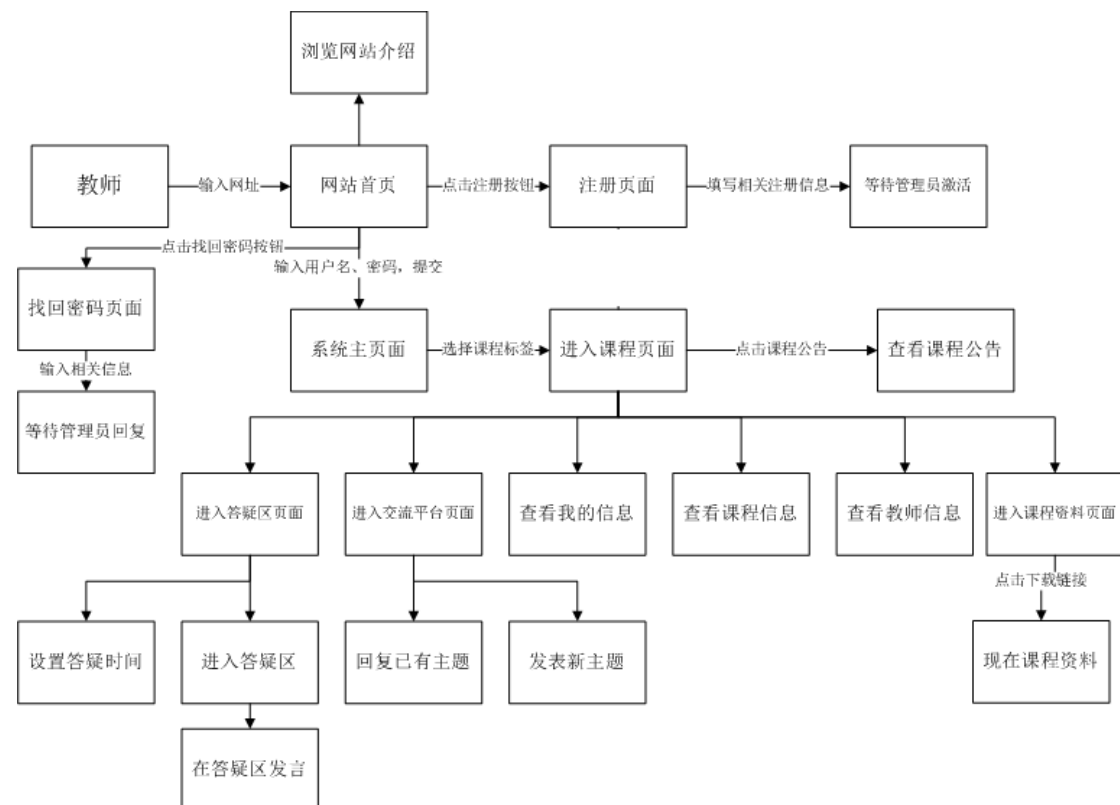 浏览网站介绍
教师
输入网址
网站首页
点击注册按钮
注册页面
填写相关注册信息
等待管理员激活
点击找回密码按钮
输入用户名、密码，提交
找回密码页面
系统主页面
选择课程标签
进入课程页面
点击课程公告
查看课程公告
输入相关信息
等待管理员回复
进入答疑区页面
进入交流平台页面
查看我的信息
查看课程信息
查看教师信息
进入课程资料页面
点击下载链接
设置答疑时间
进入答疑区
回复已有主题
发表新主题
现在课程资料
在答疑区发言